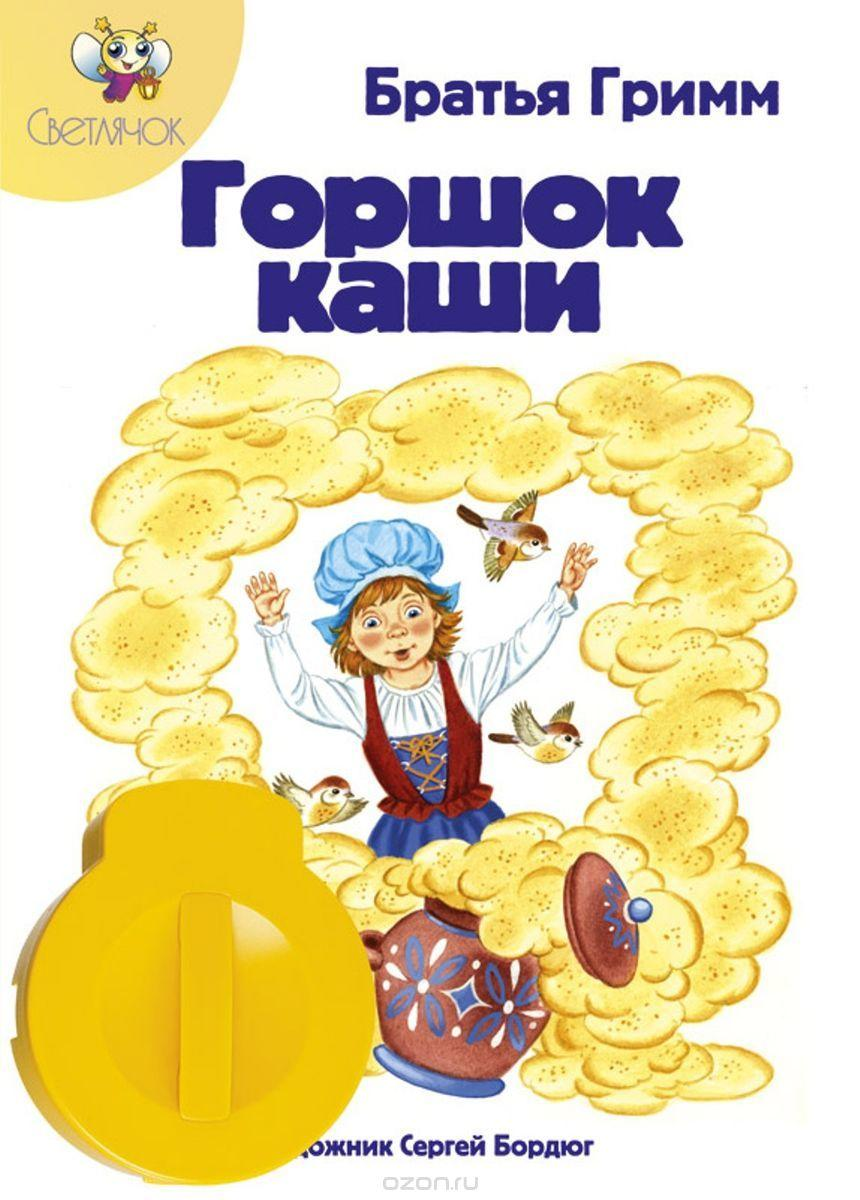 Светлячок
Братья Гримм
Горшок
каши
Сергей Бордюг
ozon.ru